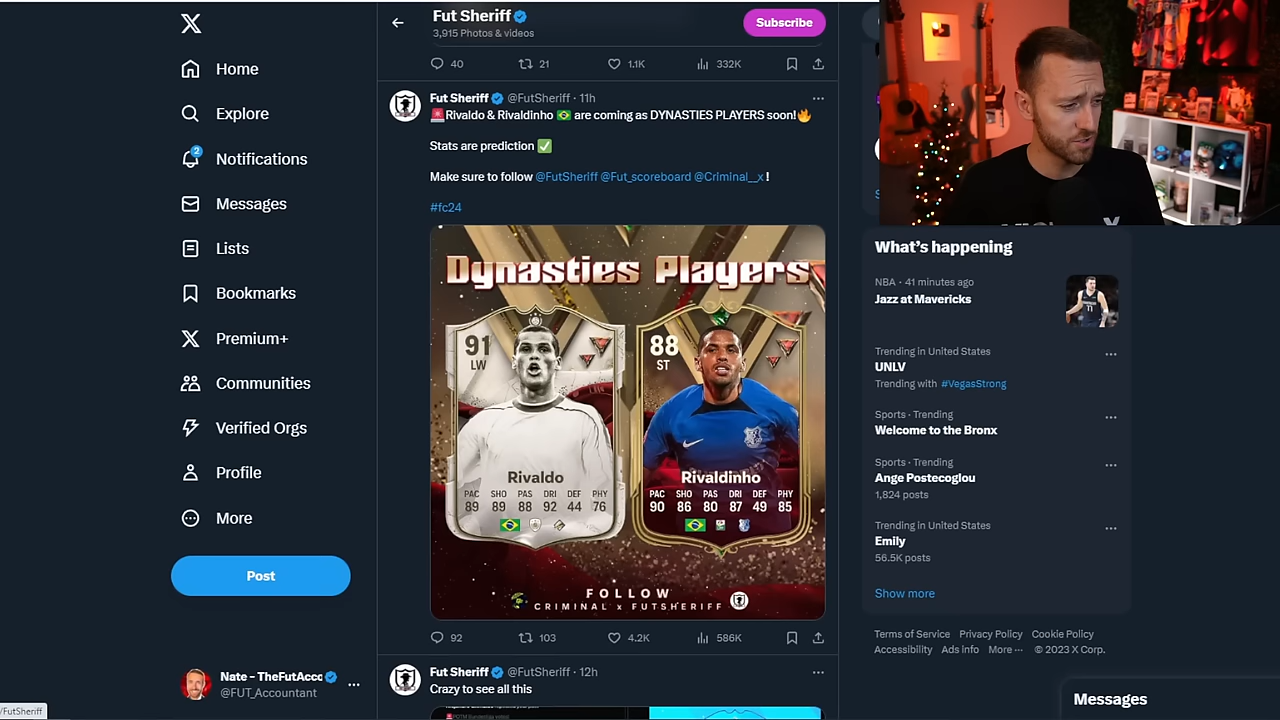 Home
Explore
2
Notifications
Messages
Lists
Bookmarks
Premium+
Communities
Verified Orgs
Profile
More
Post
Nate – TheFutAcc
@FUT_Accountant
/FutSheriff
Fut Sheriff
3,915 Photos & videos
Subscribe
40 21 1.1K 332K
Fut Sheriff @FutSheriff · 11h
🚨Rivaldo & Rivaldinho 🇧🇷 are coming as DYNASTIES PLAYERS soon!🔥
Stats are prediction ✅
Make sure to follow @FutSheriff @Fut_scoreboard @Criminal__x !
#fc24
Dynasties Players
91
LW
Rivaldo
PAC SHO PAS DRI DEF PHY
89 89 88 92 44 76
88
ST
Rivaldinho
PAC SHO PAS DRI DEF PHY
90 86 80 87 49 85
FOLLOW
CRIMINAL x FUTSHERIFF
92 103 4.2K 586K
Fut Sheriff @FutSheriff · 12h
Crazy to see all this
What's happening
NBA · 41 minutes ago
Jazz at Mavericks
Trending in United States
UNLV
Trending with #VegasStrong
Sports · Trending
Welcome to the Bronx
Sports · Trending
Ange Postecoglou
1,824 posts
Trending in United States
Emily
56.5K posts
Show more
Terms of Service Privacy Policy Cookie Policy
Accessibility Ads info More ··· © 2023 X Corp.
Messages